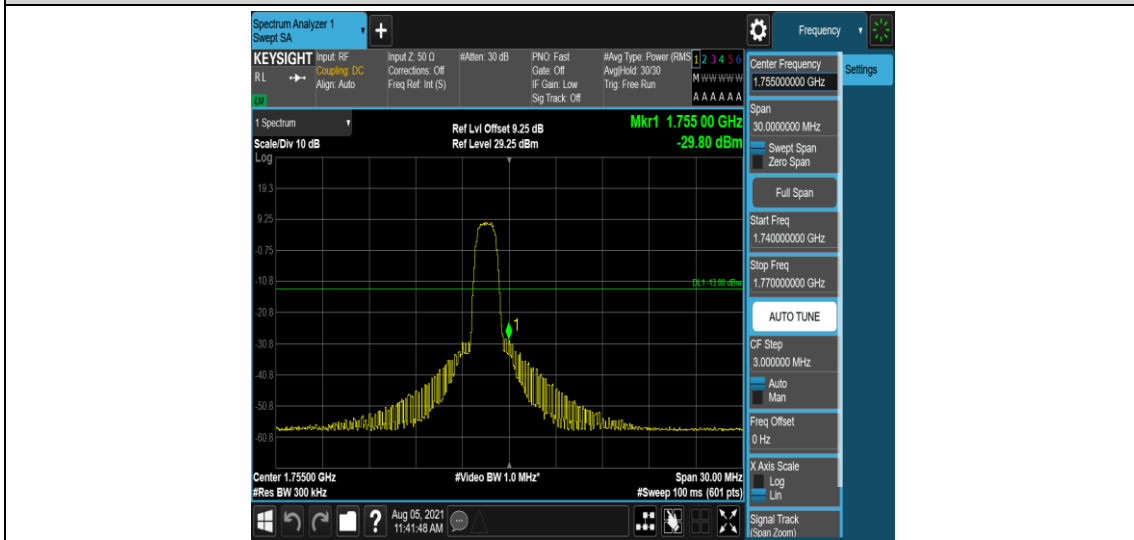 Spectrum Analyzer 1
Swept SA
+
Frequency
KEYSIGHT
RL
Input: RF
Coupling: DC
Align: Auto
Input Z: 50 Ω
Corrections: Off
Freq Ref: Int (S)
#Atten: 30 dB
PNO: Fast
Gate: Off
IF Gain: Low
Sig Track: Off
#Avg Type: Power (RMS
Avg|Hold: 30/30
Trig: Free Run
1 2 3 4 5 6
M W W W W W
A A A A A A
1 Spectrum
Scale/Div 10 dB
Log
Ref Lvl Offset 9.25 dB
Ref Level 29.25 dBm
Mkr1 1.755 00 GHz
-29.80 dBm
19.3
9.25
-0.75
-10.8
-20.8
-30.8
-40.8
-50.8
-60.8
DL1 -13.00 dBm
1
Center 1.75500 GHz
#Res BW 300 kHz
#Video BW 1.0 MHz*
Span 30.00 MHz
#Sweep 100 ms (601 pts)
?
Aug 05, 2021
11:41:48 AM
Center Frequency
1.755000000 GHz
Settings
Span
30.0000000 MHz
Swept Span
Zero Span
Full Span
Start Freq
1.740000000 GHz
Stop Freq
1.770000000 GHz
AUTO TUNE
CF Step
3.000000 MHz
Auto
Man
Freq Offset
0 Hz
X Axis Scale
Log
Lin
Signal Track
(Span Zoom)